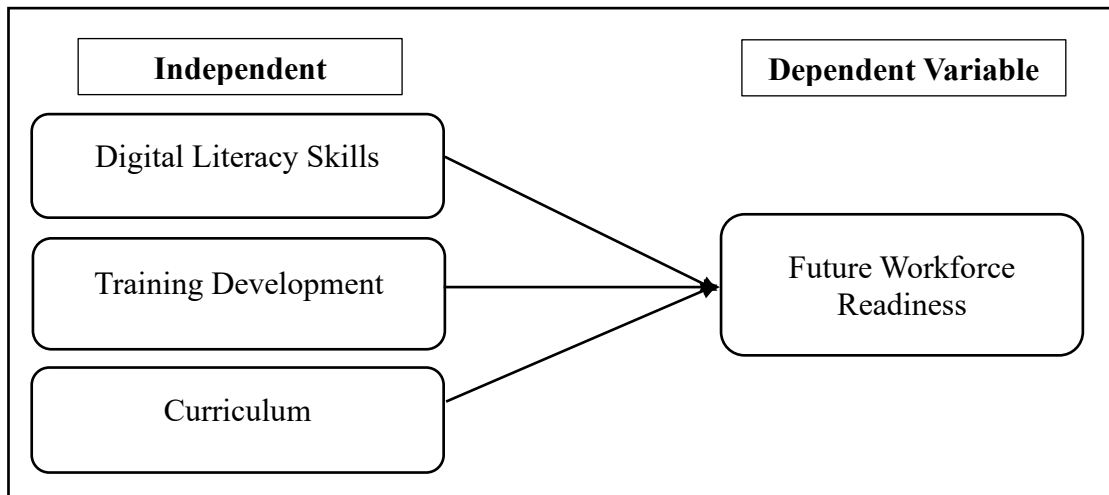 Independent
Dependent Variable
Digital Literacy Skills
Training Development
Curriculum
Future Workforce
Readiness